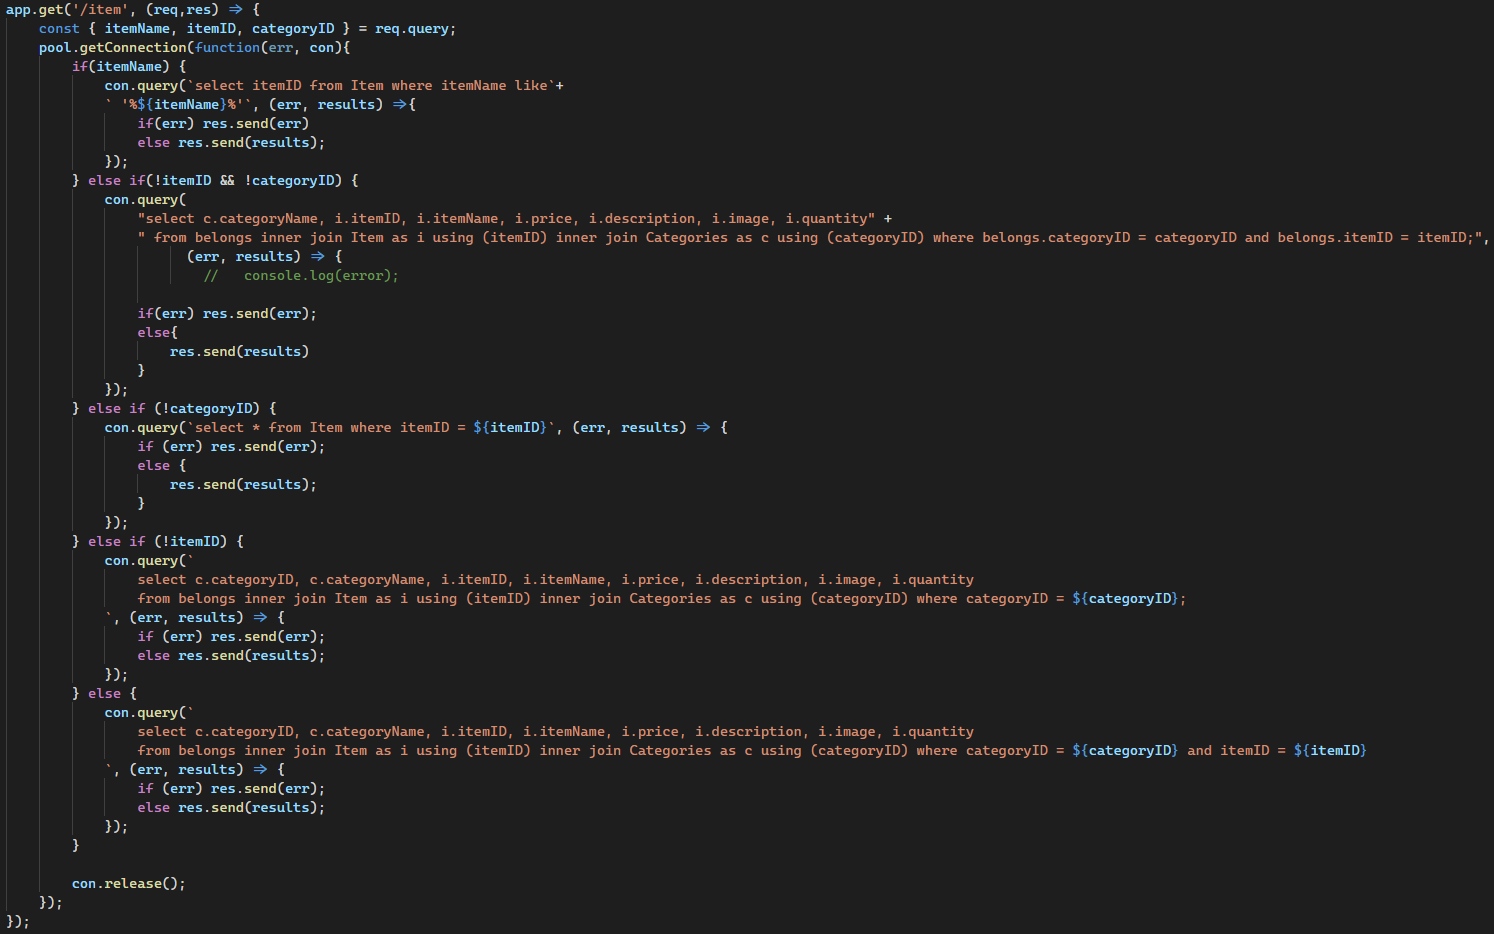 app.get('/item', (req,res) => {
const { itemName, itemID, categoryID } = req.query;
pool.getConnection(function(err, con){
if(itemName) {
con.query(`select itemID from Item where itemName like`+
` '%${itemName}%'`, (err, results) =>{
if(err) res.send(err)
else res.send(results);
});
} else if(!itemID && !categoryID) {
con.query(
"select c.categoryName, i.itemID, i.itemName, i.price, i.description, i.image, i.quantity" +
" from belongs inner join Item as i using (itemID) inner join Categories as c using (categoryID) where belongs.categoryID = categoryID and belongs.itemID = itemID;",
(err, results) => {
//   console.log(error);
if(err) res.send(err);
else{
res.send(results)
}
});
} else if (!categoryID) {
con.query(`select * from Item where itemID = ${itemID}`, (err, results) => {
if (err) res.send(err);
else {
res.send(results);
}
});
} else if (!itemID) {
con.query(`
select c.categoryID, c.categoryName, i.itemID, i.itemName, i.price, i.description, i.image, i.quantity
from belongs inner join Item as i using (itemID) inner join Categories as c using (categoryID) where categoryID = ${categoryID};
`, (err, results) => {
if (err) res.send(err);
else res.send(results);
});
} else {
con.query(`
select c.categoryID, c.categoryName, i.itemID, i.itemName, i.price, i.description, i.image, i.quantity
from belongs inner join Item as i using (itemID) inner join Categories as c using (categoryID) where categoryID = ${categoryID} and itemID = ${itemID}
`, (err, results) => {
if (err) res.send(err);
else res.send(results);
});
}
con.release();
});
});